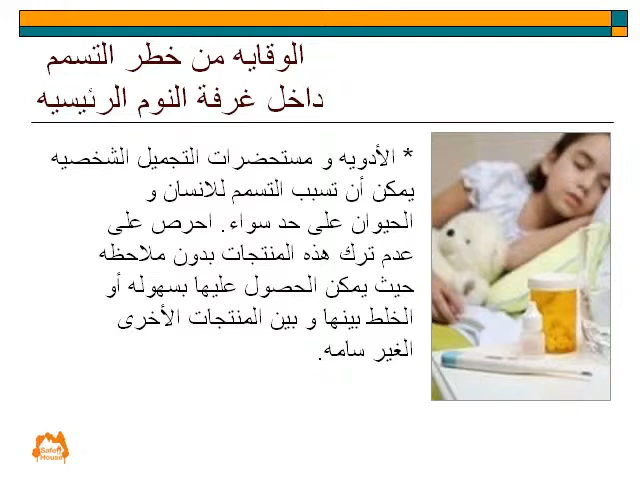 الوقايه من خطر التسمم
داخل غرفة النوم الرئيسيه
* الأدويه و مستحضرات التجميل الشخصيه
يمكن أن تسبب التسمم للانسان و
الحيوان على حد سواء. احرص على
عدم ترك هذه المنتجات بدون ملاحظه
حيث يمكن الحصول عليها بسهوله أو
الخلط بينها و بين المنتجات الأخرى
الغير سامه.
Safe
House